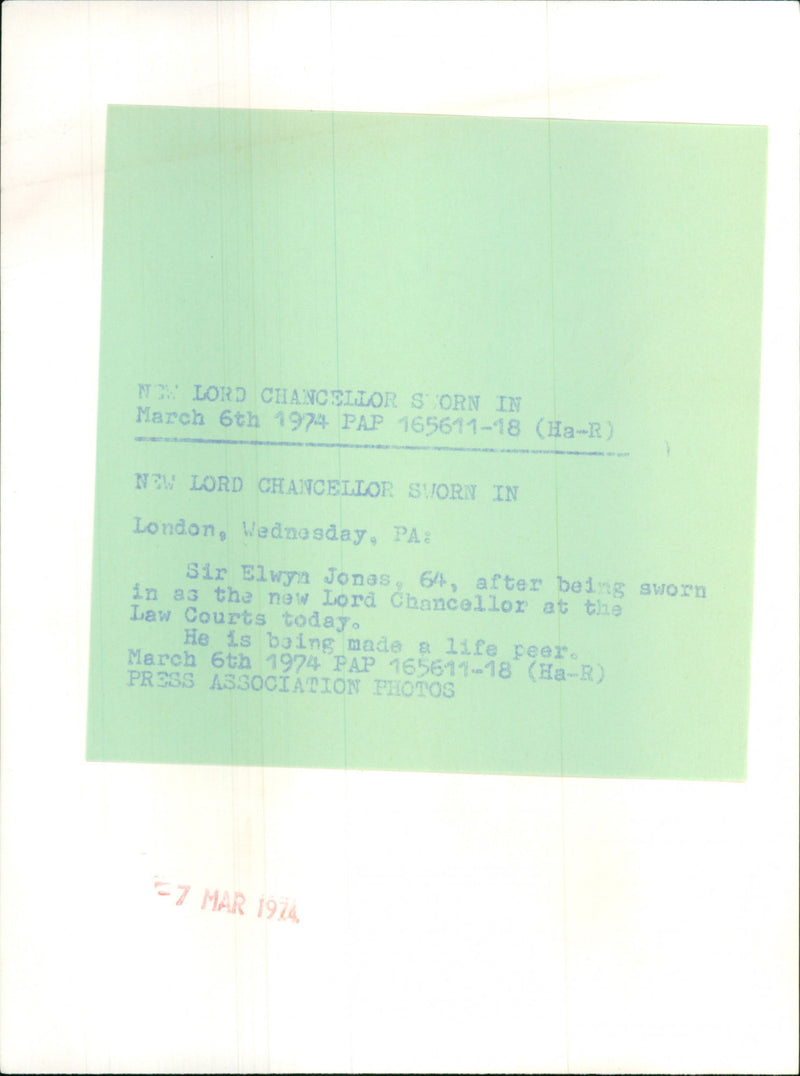 NEW LORD CHANCELLOR SWORN IN
March 6th 1974 PAP 165611-18 (Ha-R)
NEW LORD CHANCELLOR SWORN IN
London, Wednesday, PA:
Sir Elwyn Jones, 64, after being sworn
in as the new Lord Chancellor at the
Law Courts today.
He is being made a life peer.
March 6th 1974 PAP 165611-18 (Ha-R)
PRESS ASSOCIATION PHOTOS
-7 MAR 1974